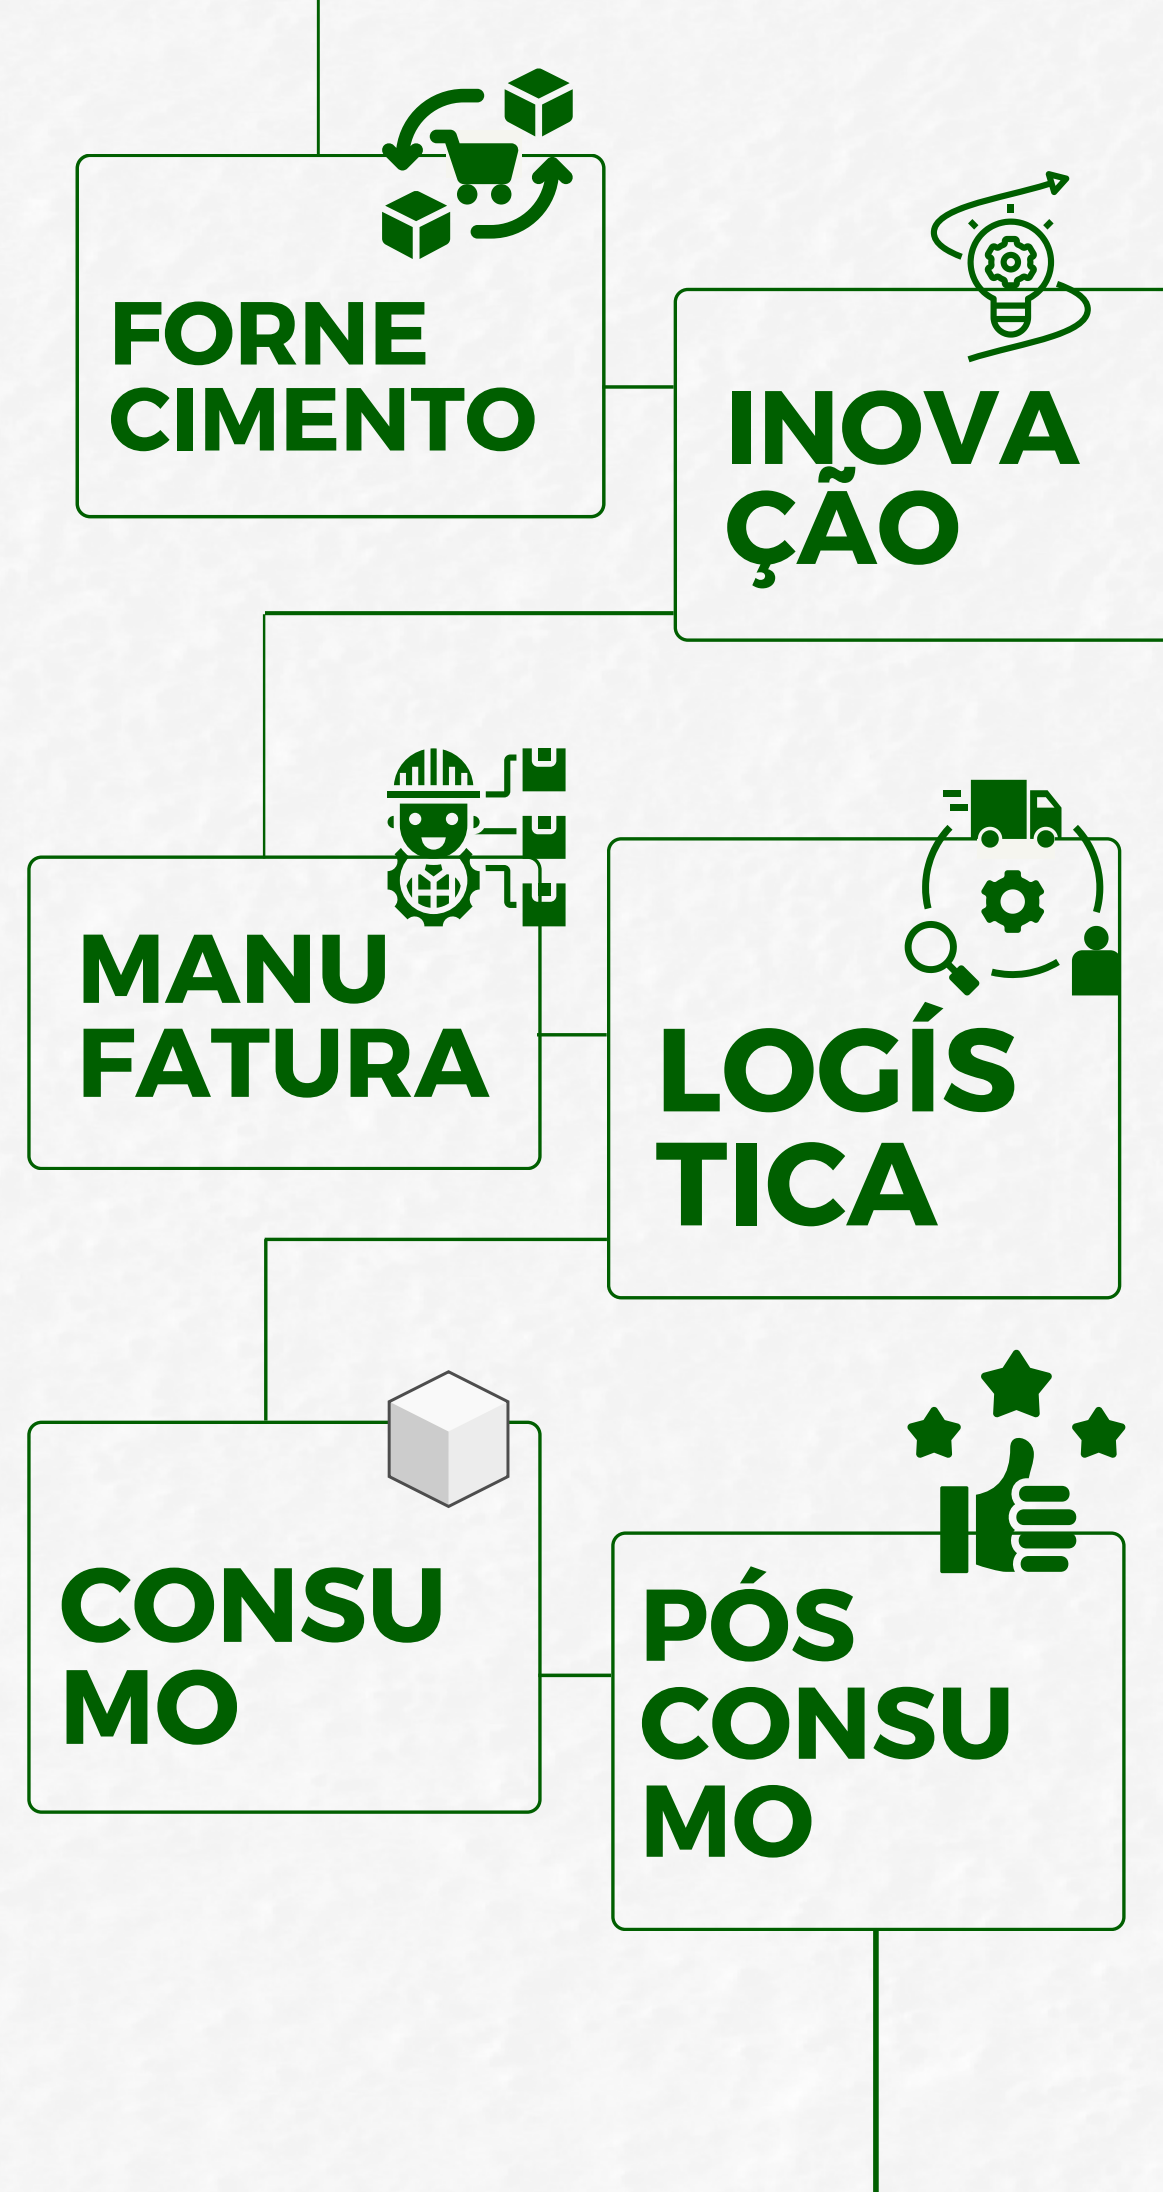 FORNE
CIMENTO
INOVA
ÇÃO
MANU
FATURA
LOGÍS
TICA
CONSU
MO
PÓS
CONSU
MO